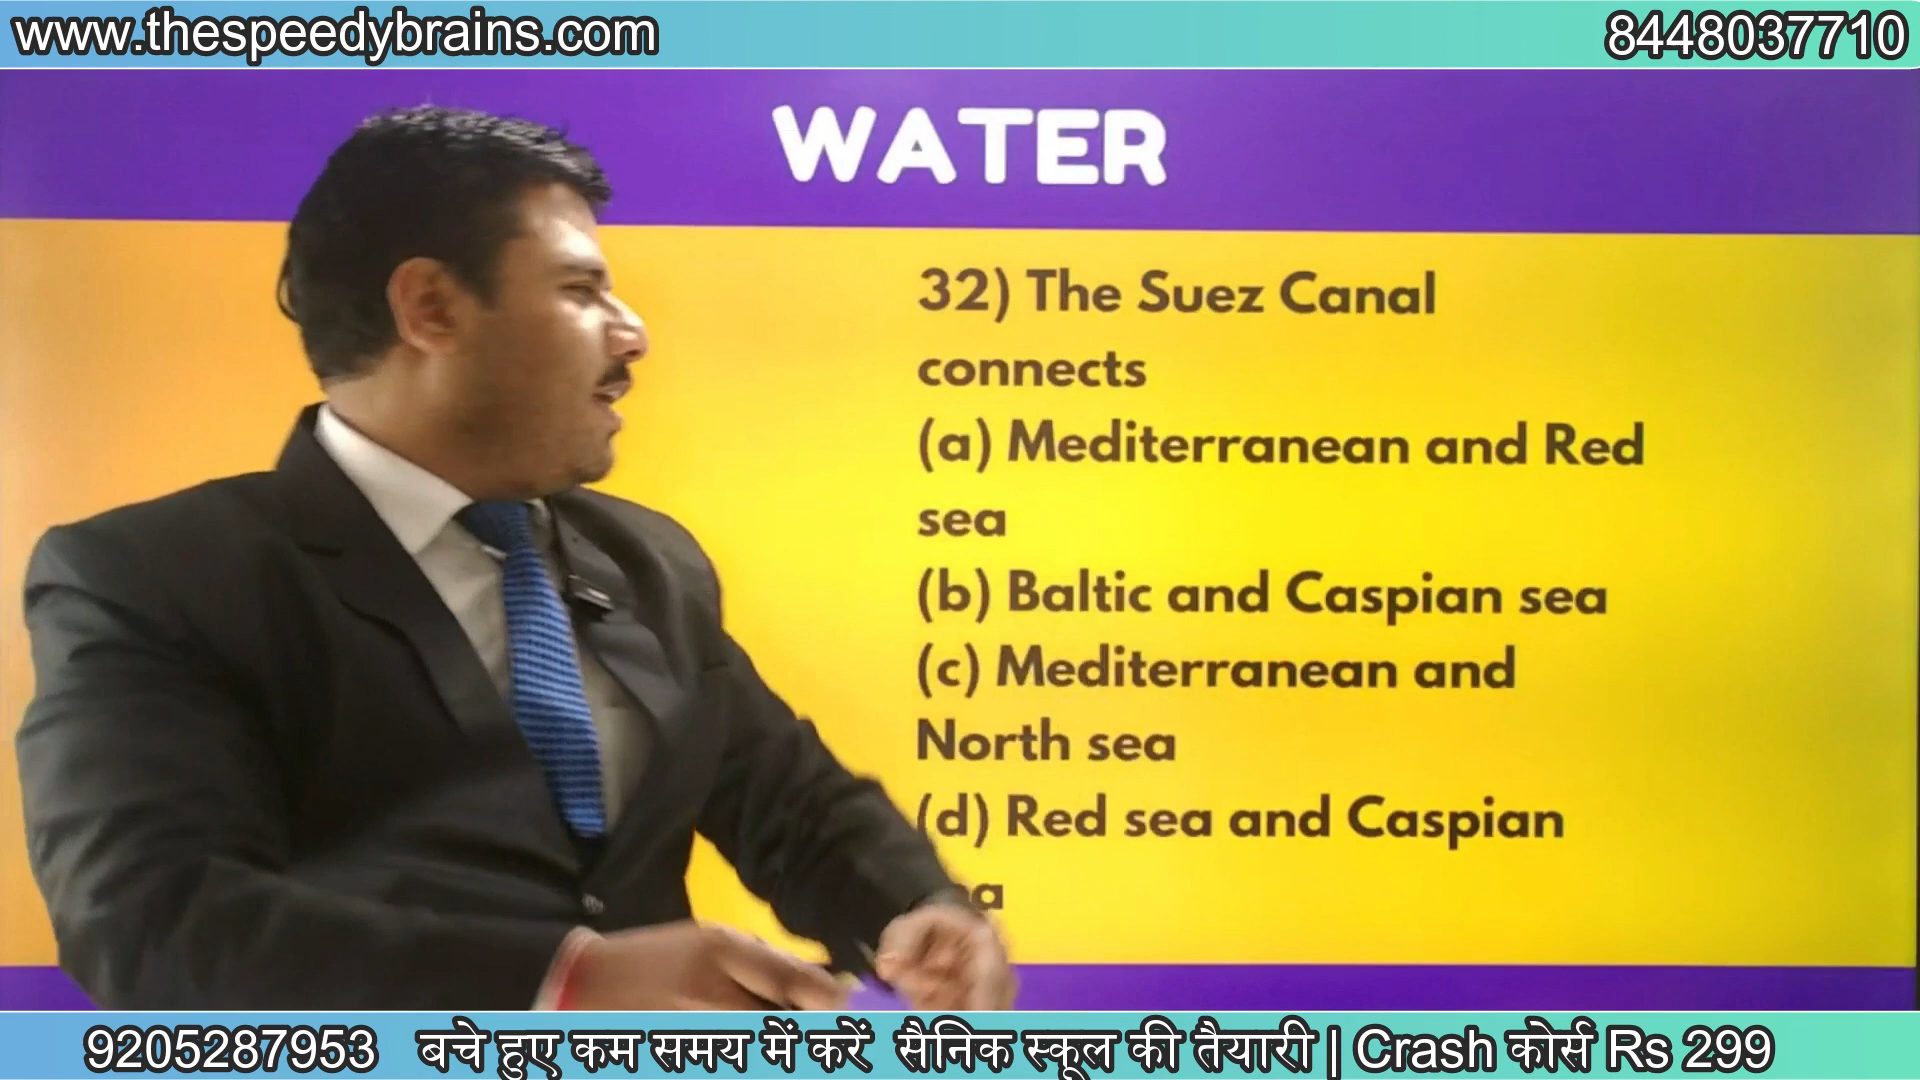 www.thespeedybrains.com
8448037710
WATER
32) The Suez Canal
connects
(a) Mediterranean and Red
sea
(b) Baltic and Caspian sea
(c) Mediterranean and
North sea
(d) Red sea and Caspian
9205287953 बचे हुए कम समय में करें सैनिक स्कूल की तैयारी | Crash कोर्स Rs 299